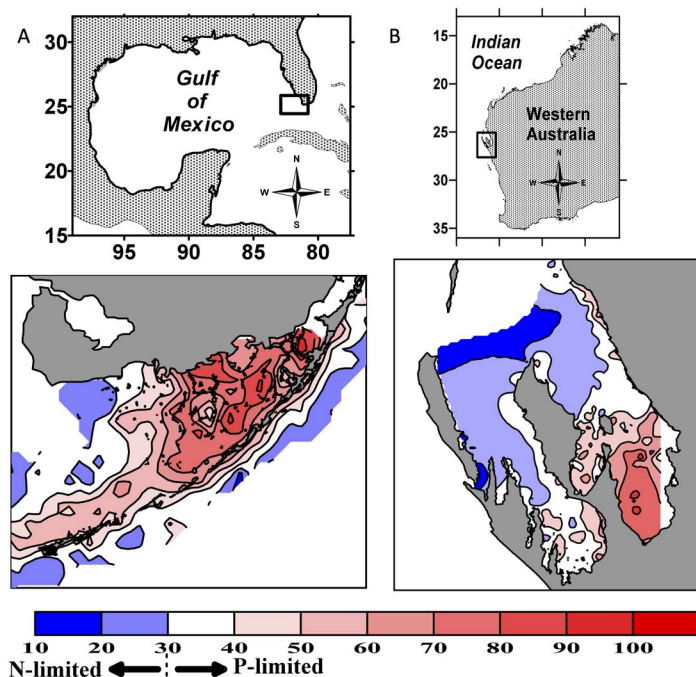 A
30
25
20
15
95
90
85
80
Gulf
of
Mexico
N
W E
S
B
15
20
25
30
35
Indian
Ocean
Western
Australia
N
W E
S
10 20 30 40 50 60 70 80 90 100
N-limited P-limited